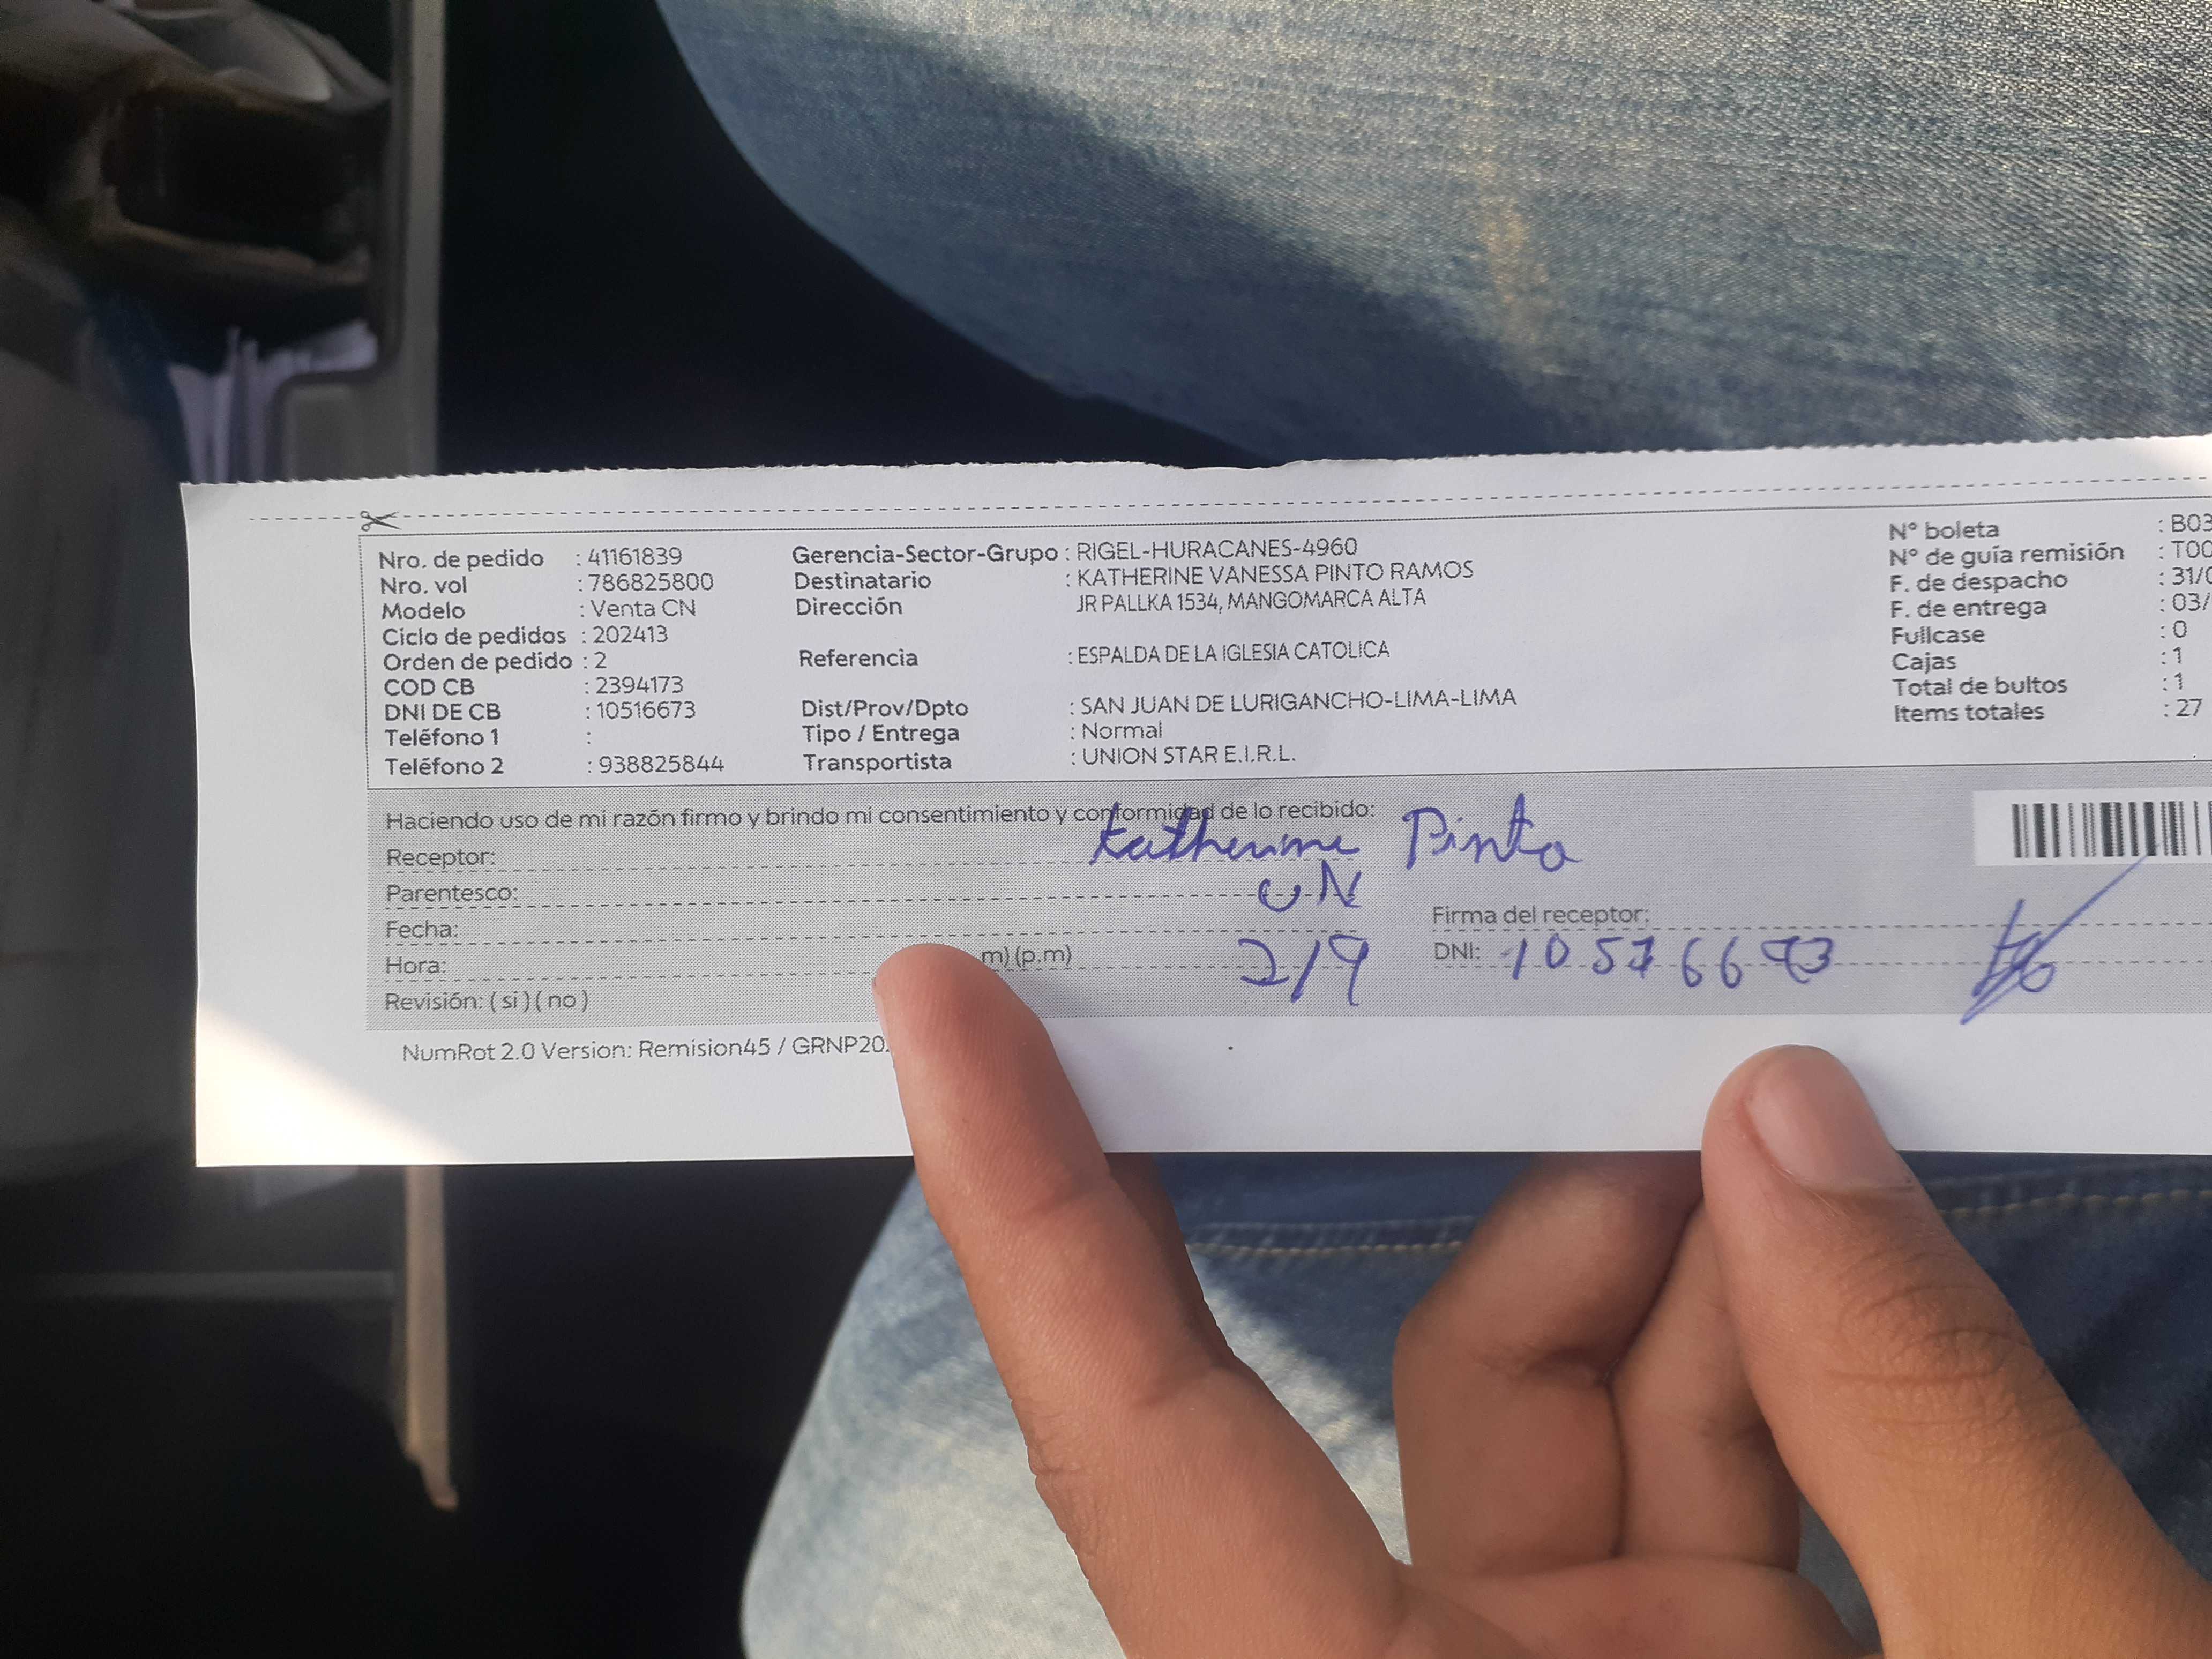 Nro. de pedido : 41161839 Gerencia-Sector-Grupo : RIGEL-HURACANES-4960 N° boleta : B03
Nro. vol : 786825800 Destinatario : KATHERINE VANESSA PINTO RAMOS N° de guía remisión : T00
Modelo : Venta CN Dirección JR PALLKA 1534, MANGOMARCA ALTA F. de despacho : 31/0
Ciclo de pedidos : 202413 F. de entrega : 03/
Orden de pedido : 2 Referencia : ESPALDA DE LA IGLESIA CATOLICA Fullcase : 0
COD CB : 2394173 Cajas : 1
DNI DE CB : 10516673 Dist/Prov/Dpto : SAN JUAN DE LURIGANCHO-LIMA-LIMA Total de bultos : 1
Teléfono 1 : Tipo / Entrega : Normal Items totales : 27
Teléfono 2 : 938825844 Transportista : UNION STAR E.I.R.L.
Haciendo uso de mi razón firmo y brindo mi consentimiento y conformidad de lo recibido:
Receptor: Katherine Pinto
Parentesco: CN
Fecha: 2/9 Firma del receptor:
Hora: m) (p.m) DNI:
Revisión: ( si ) ( no )
NumRot 2.0 Version: Remision45 / GRNP20